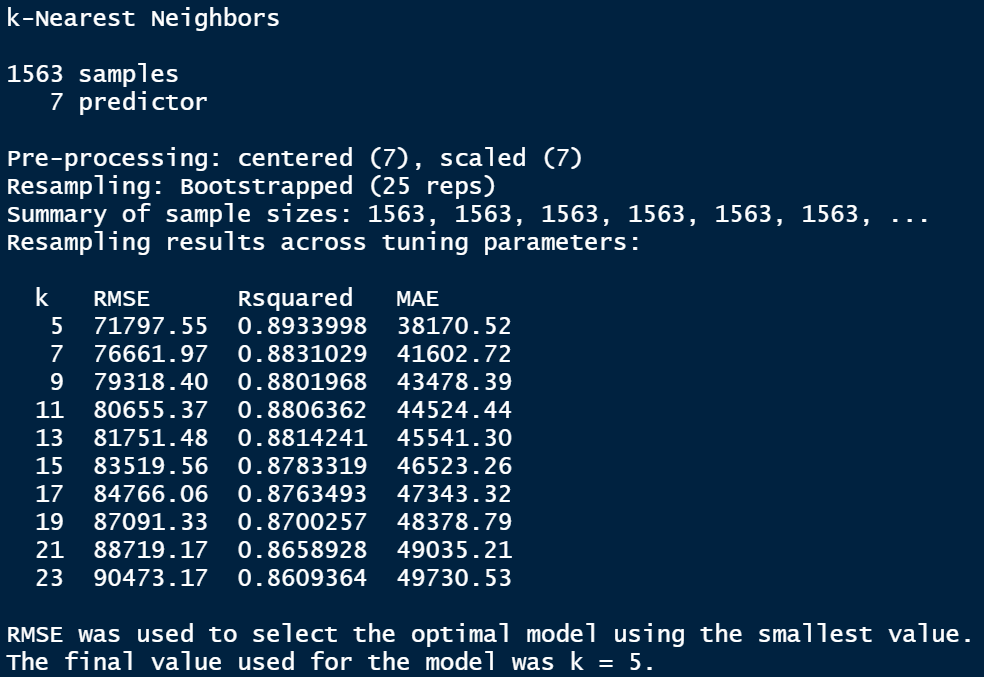 k-Nearest Neighbors
1563 samples
7 predictor
Pre-processing: centered (7), scaled (7)
Resampling: Bootstrapped (25 reps)
Summary of sample sizes: 1563, 1563, 1563, 1563, 1563, 1563, ...
Resampling results across tuning parameters:
k RMSE Rsquared MAE
5 71797.55 0.8933998 38170.52
7 76661.97 0.8831029 41602.72
9 79318.40 0.8801968 43478.39
11 80655.37 0.8806362 44524.44
13 81751.48 0.8814241 45541.30
15 83519.56 0.8783319 46523.26
17 84766.06 0.8763493 47343.32
19 87091.33 0.8700257 48378.79
21 88719.17 0.8658928 49035.21
23 90473.17 0.8609364 49730.53
RMSE was used to select the optimal model using the smallest value.
The final value used for the model was k = 5.